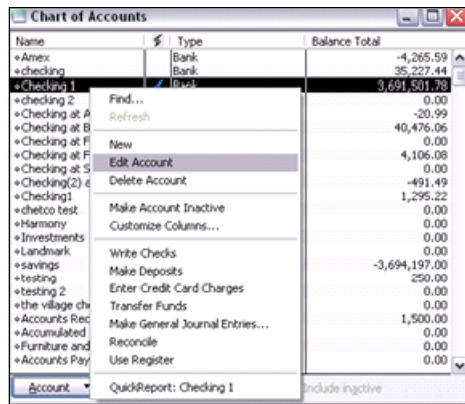 Chart of Accounts
Name Type Balance Total
Amex Bank -4,265.59
checking Bank 35,227.44
Checking 1 Bank 3,691,501.78
checking 2 0.00
Checking at A -20.99
Checking at B 40,476.06
Checking at F 0.00
Checking at F 4,106.08
Checking at S 0.00
Checking(2) a -491.49
Checking1 1,295.22
chetco test 0.00
Harmony 0.00
Investments 0.00
Landmark 0.00
savings -3,694,197.00
testing 250.00
testing 2 0.00
the village che 0.00
Accounts Rec 1,500.00
Accumulated 0.00
Furniture and 0.00
Accounts Pay 0.00
Find...
Refresh
New
Edit Account
Delete Account
Make Account Inactive
Customize Columns...
Write Checks
Make Deposits
Enter Credit Card Charges
Transfer Funds
Make General Journal Entries...
Reconcile
Use Register
QuickReport: Checking 1
Account
Include inactive